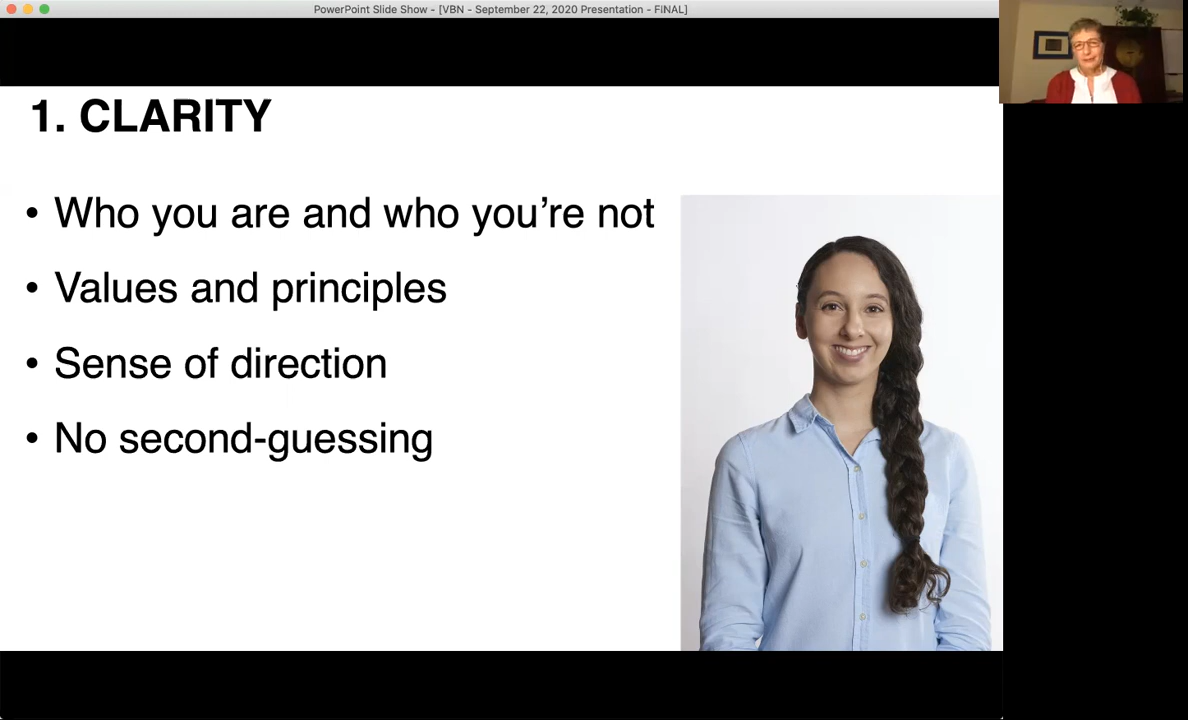 PowerPoint Slide Show - [VBN - September 22, 2020 Presentation - FiNAL]
1. CLARITY
• Who you are and who you’re not
• Values and principles
• Sense of direction
• No second-guessing